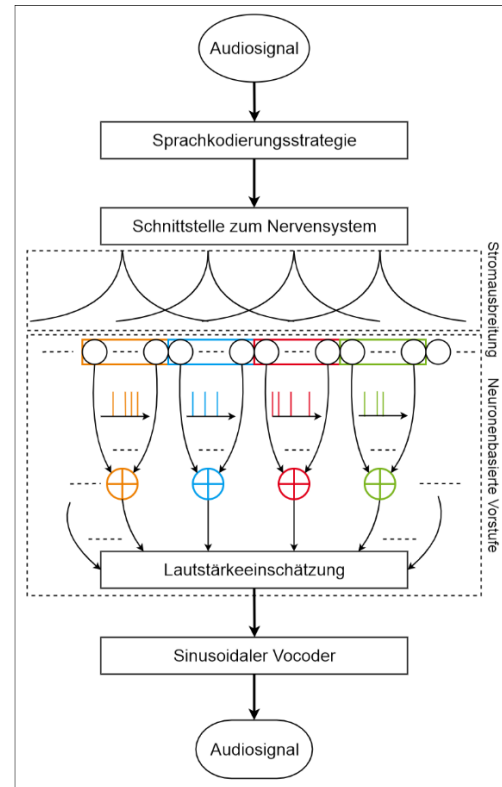 Audiosignal
Sprachkodierungsstrategie
Schnittstelle zum Nervensystem
Stromausbreitung
Neuronenbasierte Vorstufe
Lautstärkeeinschätzung
Sinusoidaler Vocoder
Audiosignal